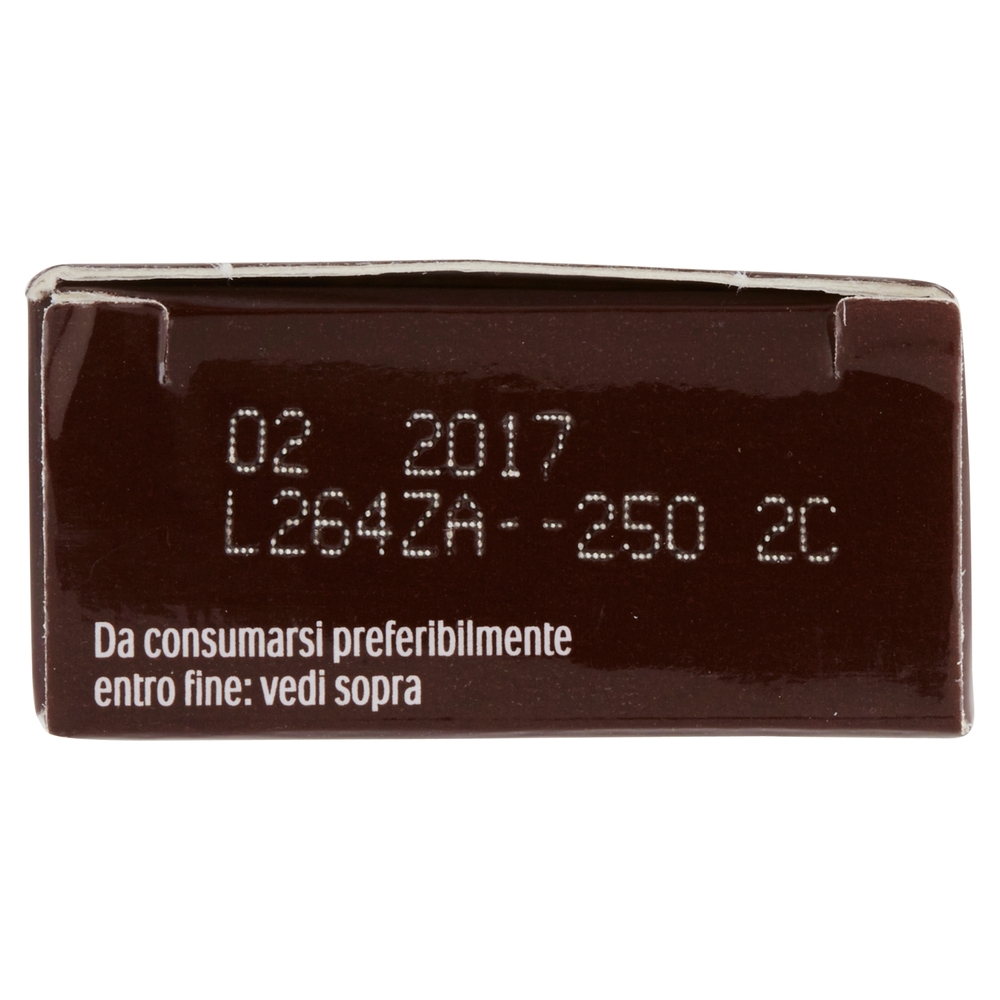 02 2017
L264ZA--250 2C
Da consumarsi preferibilmente
entro fine: vedi sopra